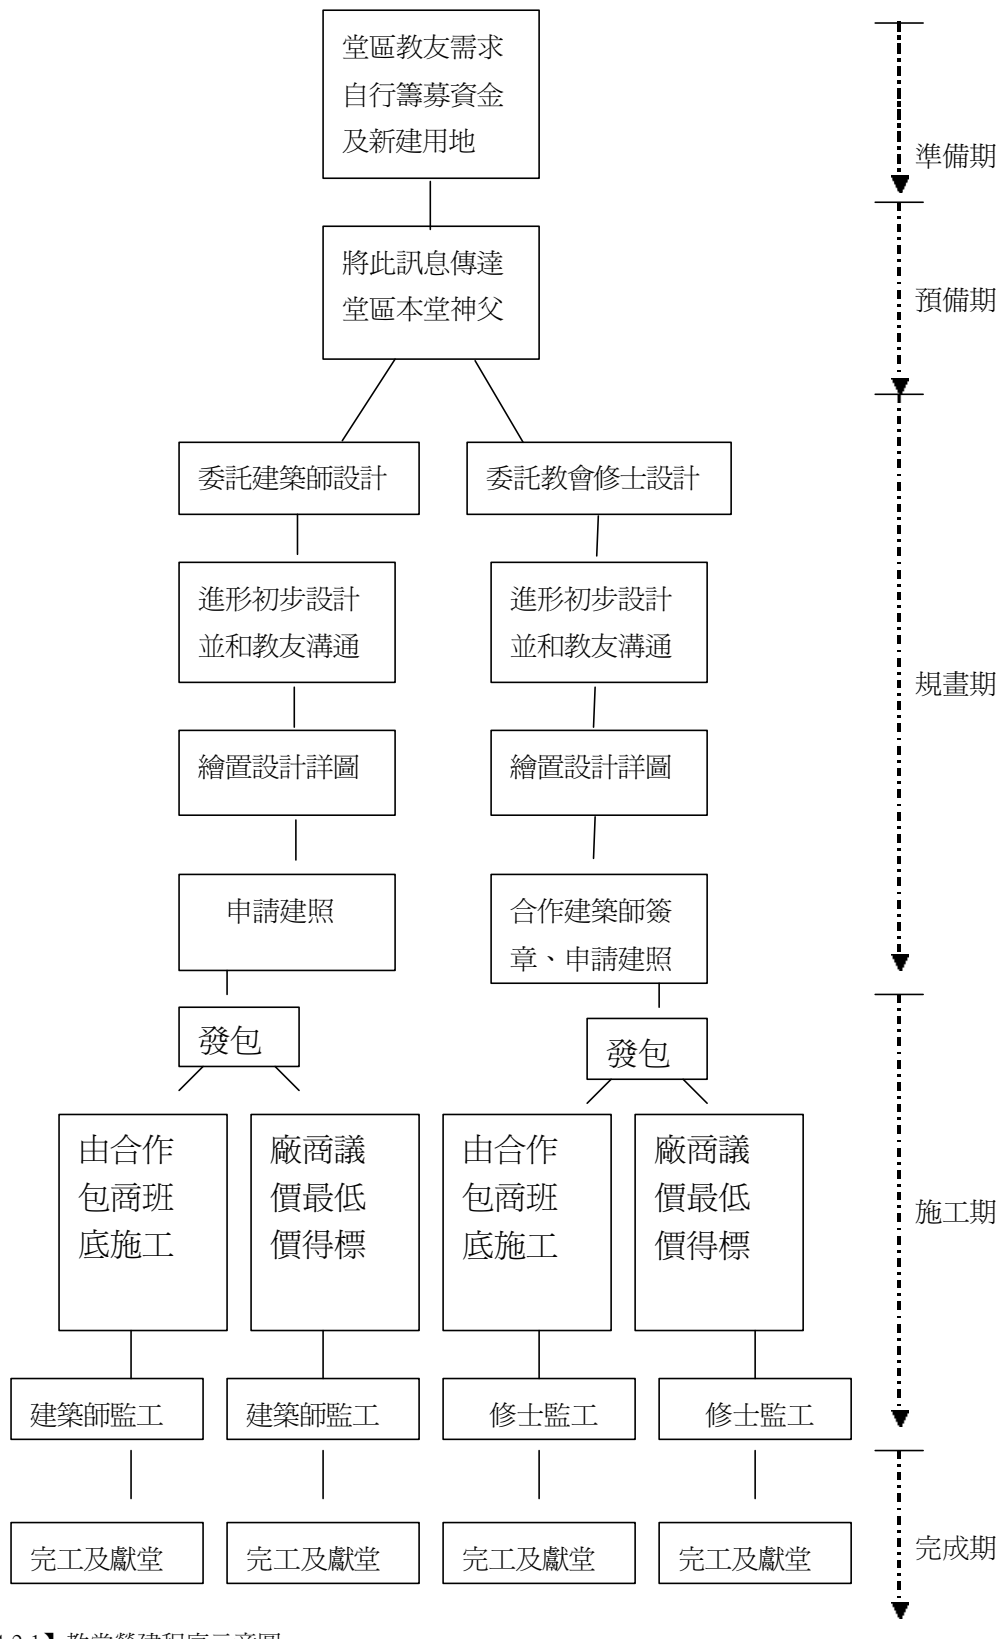 堂區教友需求
自行籌募資金
及新建用地
準備期
將此訊息傳達
堂區本堂神父
預備期
委託建築師設計
委託教會修士設計
進形初步設計
並和教友溝通
進形初步設計
並和教友溝通
規畫期
繪置設計詳圖
繪置設計詳圖
申請建照
合作建築師簽
章、申請建照
發包
發包
由合作
包商班
底施工
廠商議
價最低
價得標
由合作
包商班
底施工
廠商議
價最低
價得標
施工期
建築師監工
建築師監工
修士監工
修士監工
完工及獻堂
完工及獻堂
完工及獻堂
完工及獻堂
完成期